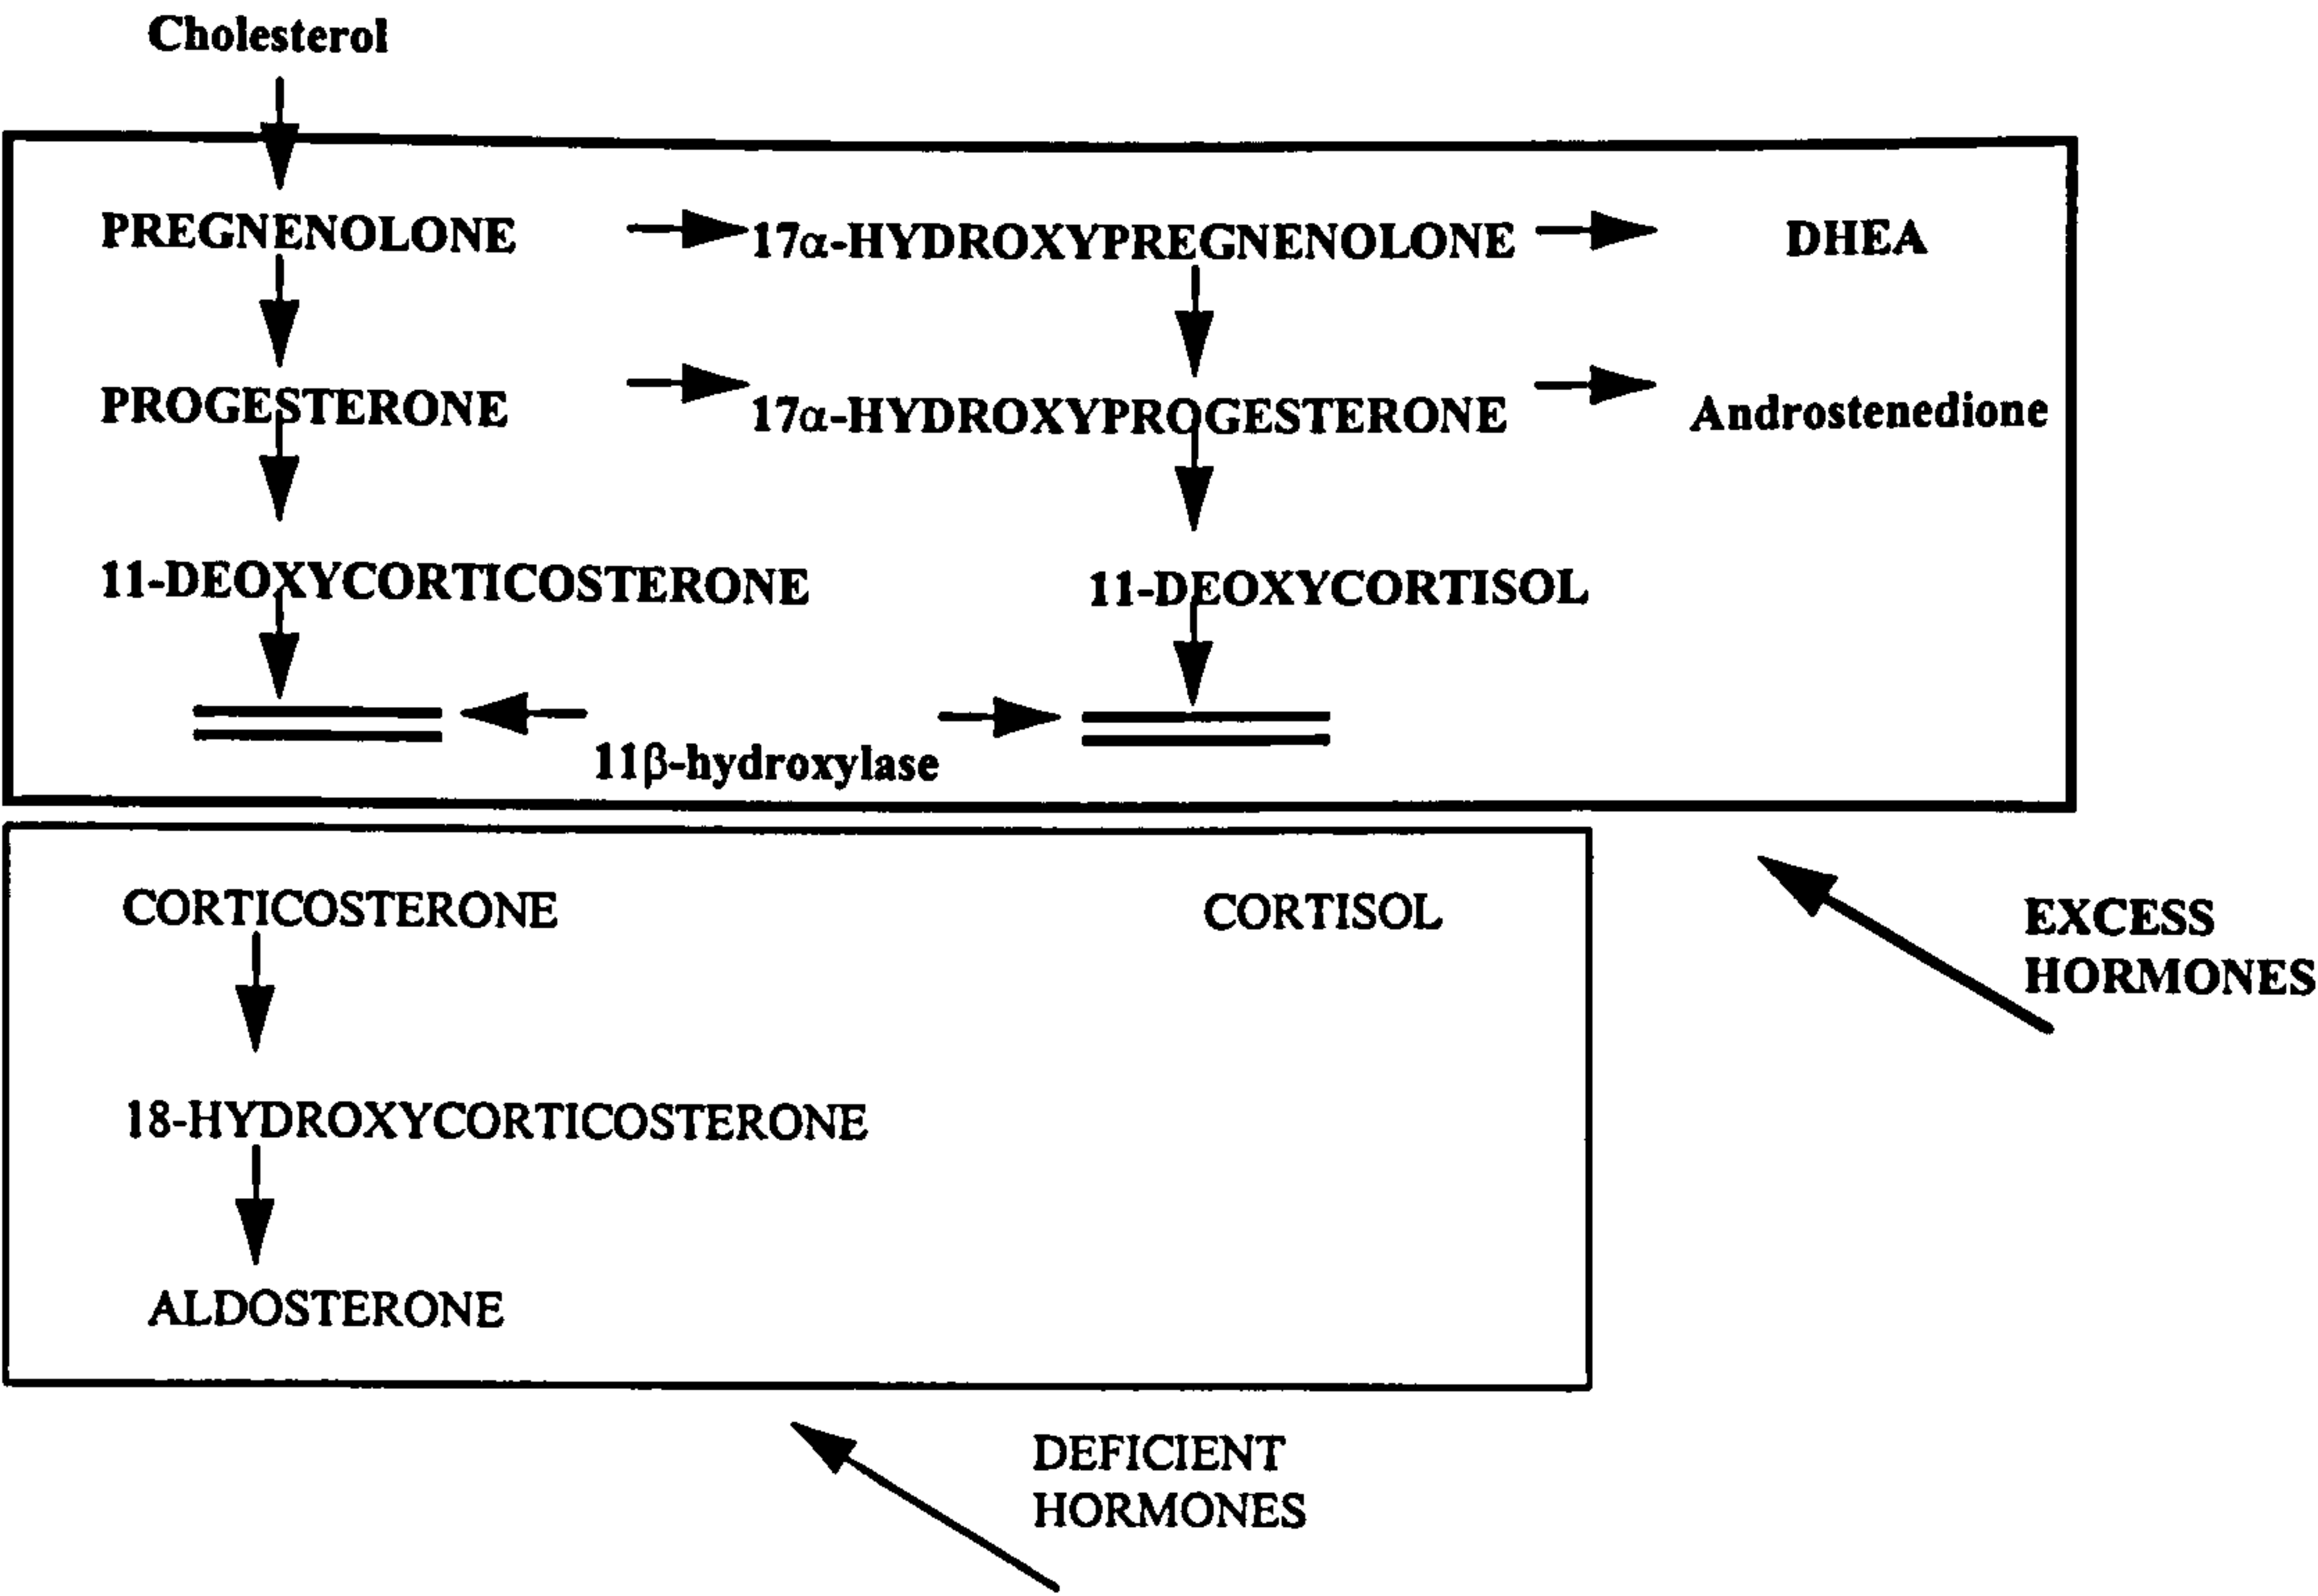 Cholesterol
PREGNENOLONE
17α-HYDROXYPREGNENOLONE
DHEA
PROGESTERONE
17α-HYDROXYPROGESTERONE
Androstenedione
11-DEOXYCORTICOSTERONE
11-DEOXYCORTISOL
11β-hydroxylase
CORTICOSTERONE
CORTISOL
EXCESS
HORMONES
18-HYDROXYCORTICOSTERONE
ALDOSTERONE
DEFICIENT
HORMONES